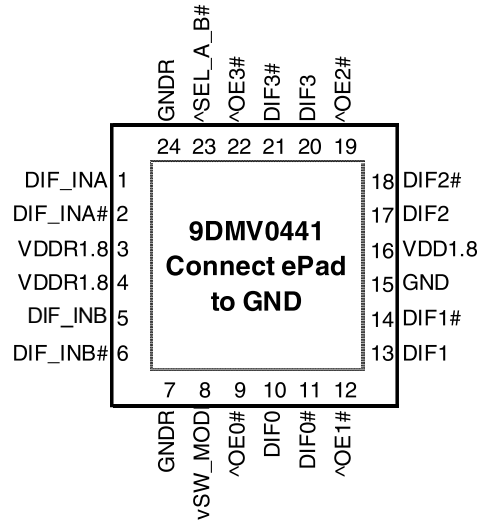 GNDR
^SEL_A_B#
^OE3#
DIF3#
DIF3
^OE2#
24 23 22 21 20 19
DIF_INA 1
DIF_INA# 2
VDDR1.8 3
VDDR1.8 4
DIF_INB 5
DIF_INB# 6
9DMV0441
Connect ePad
to GND
18 DIF2#
17 DIF2
16 VDD1.8
15 GND
14 DIF1#
13 DIF1
7 8 9 10 11 12
GNDR
vSW_MOD
^OE0#
DIF0
DIF0#
^OE1#